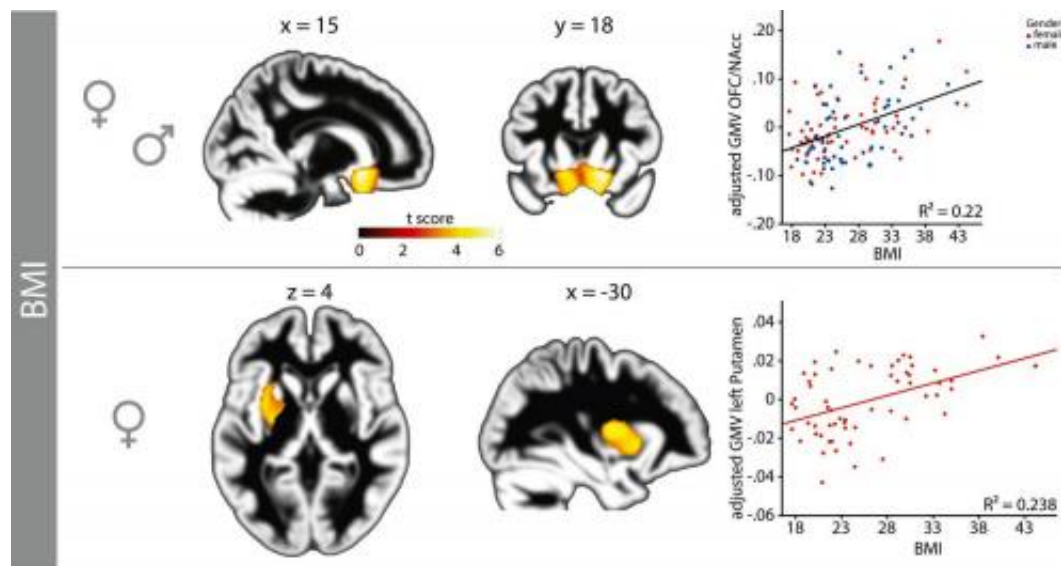 BMI
♀
♂
x = 15
y = 18
t score
0 2 4 6
adjusted GMV OFC/NAcc
.20
.10
0
-.10
-.20
18 23 28 33 38 43
BMI
R² = 0.22
Gender
female
male
♀
z = 4
x = -30
adjusted GMV left Putamen
.04
.02
0
-.02
-.04
-.06
18 23 28 33 38 43
BMI
R² = 0.238